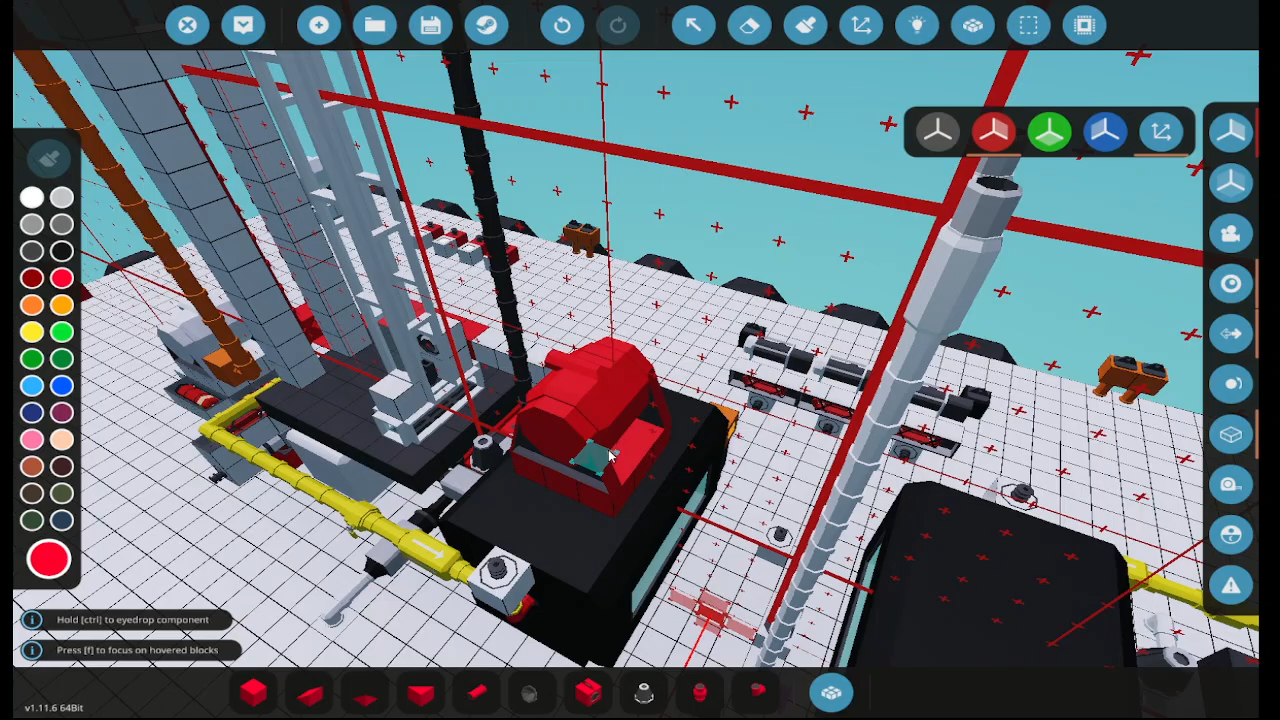 Hold [ctrl] to eyedrop component
Press [f] to focus on hovered blocks
v1.11.6 64Bit